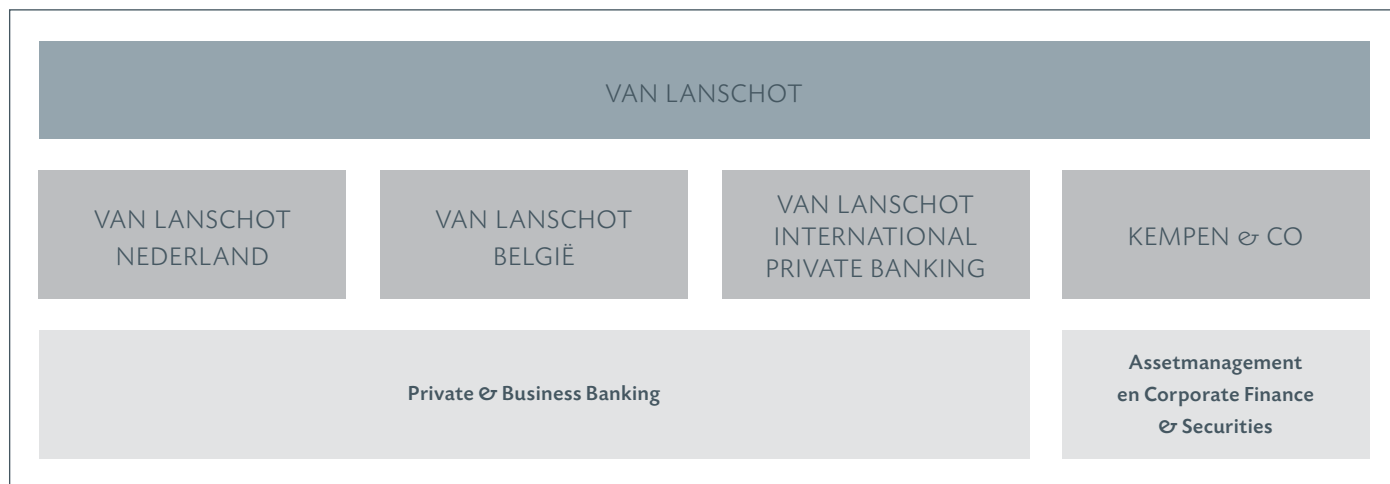 VAN LANSCHOT
VAN LANSCHOT
NEDERLAND
VAN LANSCHOT
BELGIË
VAN LANSCHOT
INTERNATIONAL
PRIVATE BANKING
KEMPEN & CO
Private & Business Banking
Assetmanagement
en Corporate Finance
& Securities